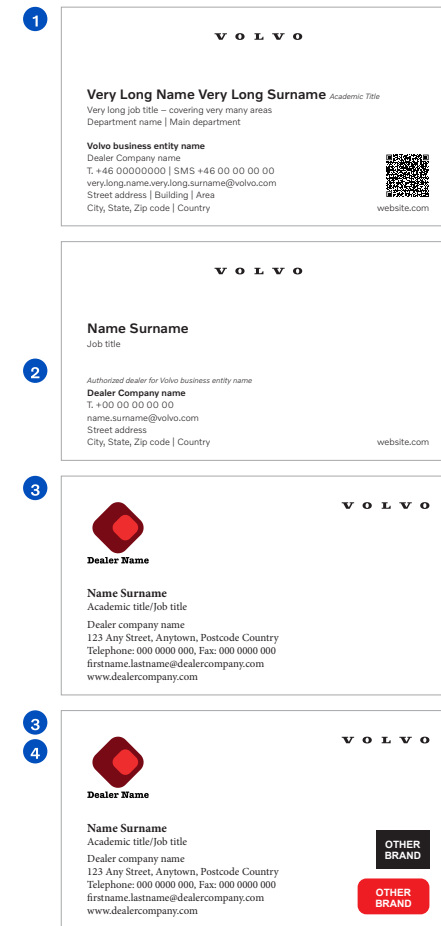 1
VOLVO
Very Long Name Very Long Surname Academic Title
Very long job title – covering very many areas
Department name | Main department
Volvo business entity name
Dealer Company name
T. +46 00000000 | SMS +46 00 00 00 00
very.long.name.very.long.surname@volvo.com
Street address | Building | Area
City, State, Zip code | Country
website.com
VOLVO
Name Surname
Job title
2
Authorized dealer for Volvo business entity name
Dealer Company name
T. +00 00 00 00 00
name.surname@volvo.com
Street address
City, State, Zip code | Country
website.com
3
VOLVO
Dealer Name
Name Surname
Academic title/Job title
Dealer company name
123 Any Street, Anytown, Postcode Country
Telephone: 000 0000 000, Fax: 000 0000 000
firstname.lastname@dealercompany.com
www.dealercompany.com
3
4
VOLVO
Dealer Name
Name Surname
Academic title/Job title
Dealer company name
123 Any Street, Anytown, Postcode Country
Telephone: 000 0000 000, Fax: 000 0000 000
firstname.lastname@dealercompany.com
www.dealercompany.com
OTHER
BRAND
OTHER
BRAND